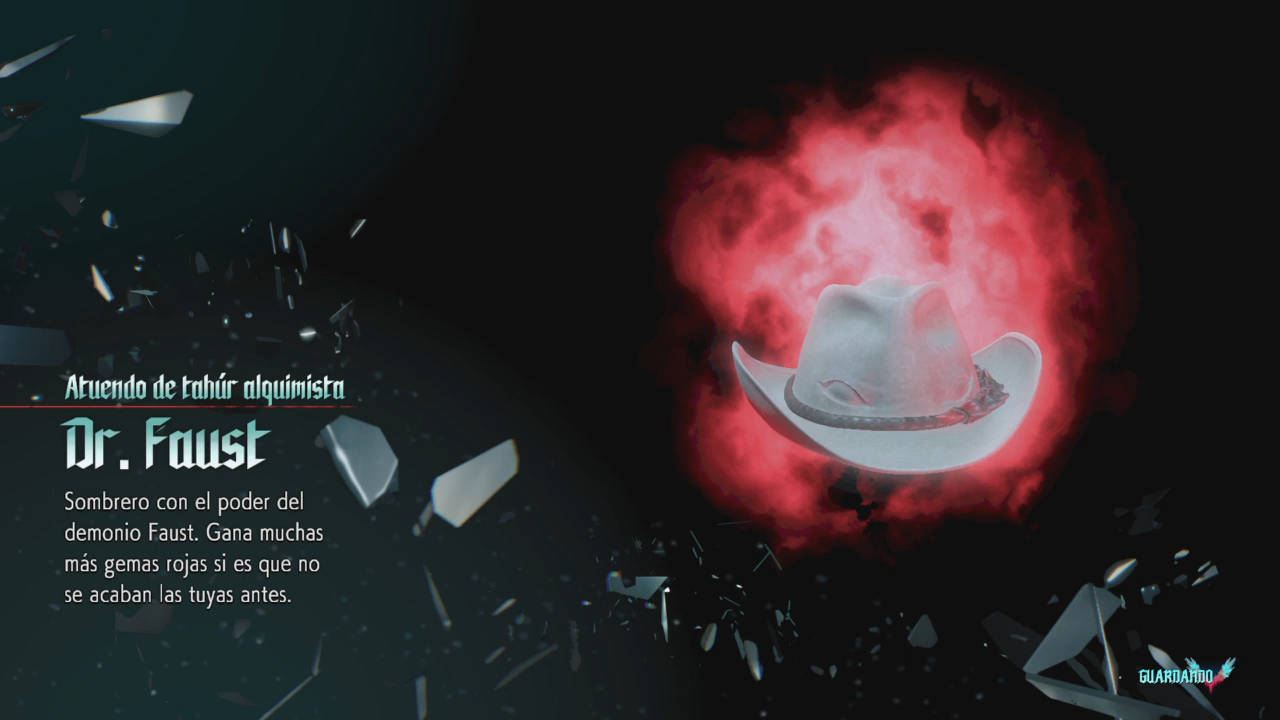 Atuendo de tahúr alquimista
Dr. Faust
Sombrero con el poder del
demonio Faust. Gana muchas
más gemas rojas si es que no
se acaban las tuyas antes.
GUARDANDO